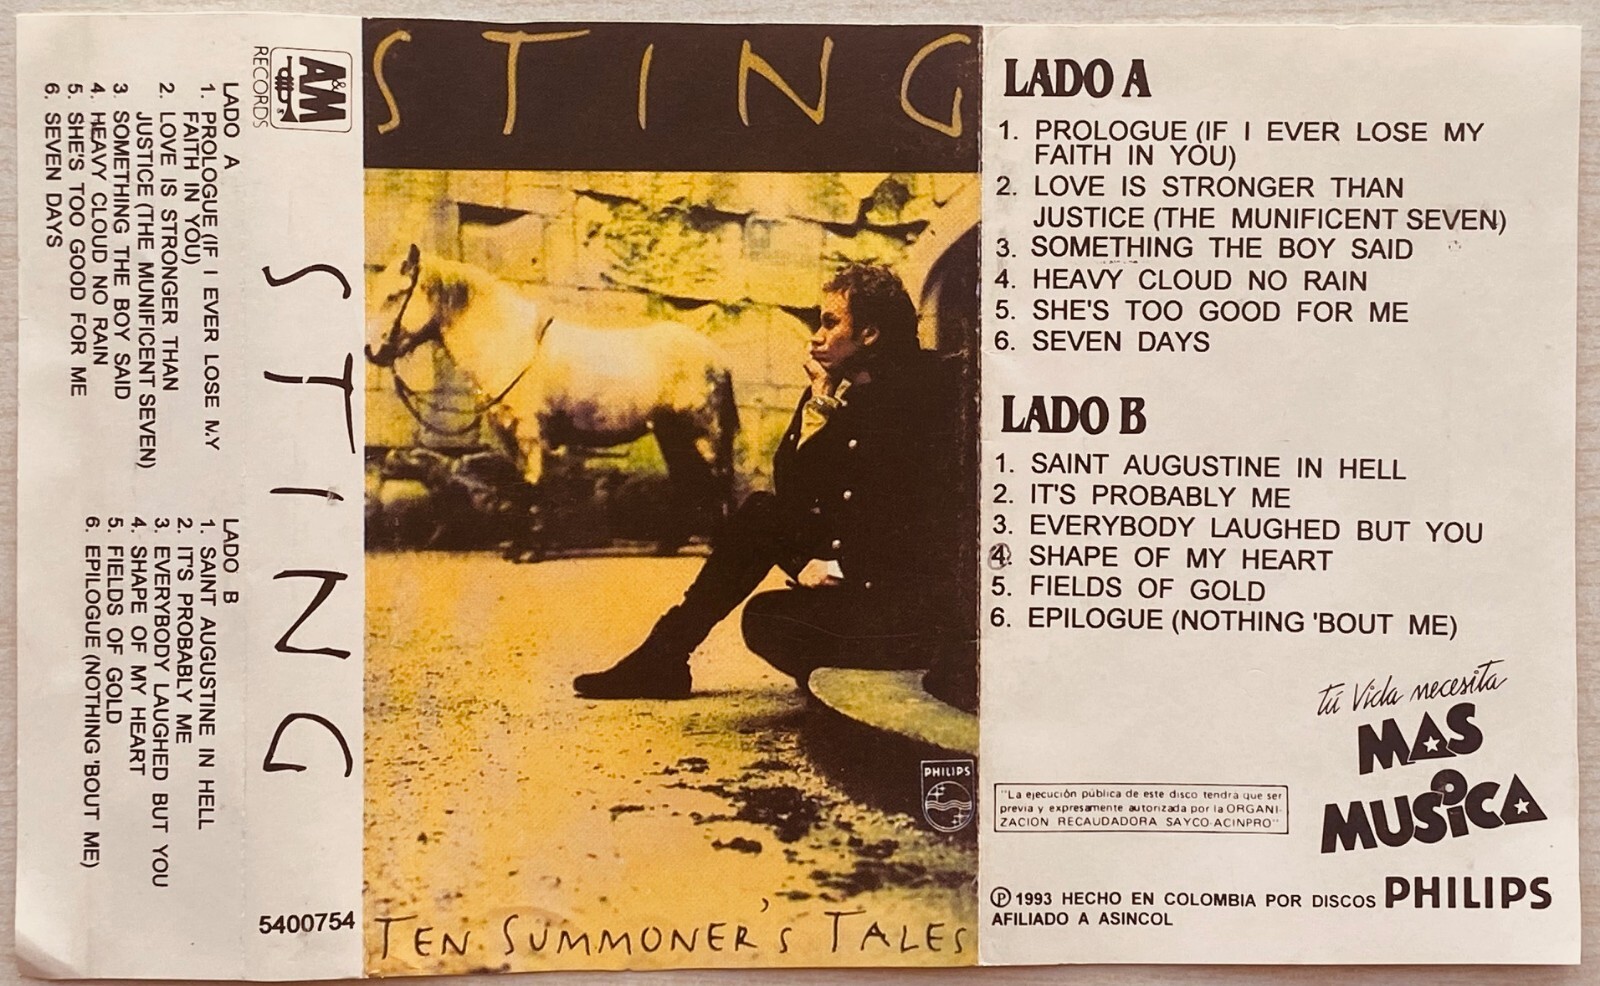 A&M
RECORDS
LADO A
1. PROLOGUE (IF I EVER LOSE MY
FAITH IN YOU)
2. LOVE IS STRONGER THAN
JUSTICE (THE MUNIFICENT SEVEN)
3. SOMETHING THE BOY SAID
4. HEAVY CLOUD NO RAIN
5. SHE'S TOO GOOD FOR ME
6. SEVEN DAYS
LADO B
1. SAINT AUGUSTINE IN HELL
2. IT'S PROBABLY ME
3. EVERYBODY LAUGHED BUT YOU
4. SHAPE OF MY HEART
5. FIELDS OF GOLD
6. EPILOGUE (NOTHING 'BOUT ME)
STING
5400754
STING
PHILIPS
TEN SUMMONER'S TALES
LADO A
1. PROLOGUE (IF I EVER LOSE MY
FAITH IN YOU)
2. LOVE IS STRONGER THAN
JUSTICE (THE MUNIFICENT SEVEN)
3. SOMETHING THE BOY SAID
4. HEAVY CLOUD NO RAIN
5. SHE'S TOO GOOD FOR ME
6. SEVEN DAYS
LADO B
1. SAINT AUGUSTINE IN HELL
2. IT'S PROBABLY ME
3. EVERYBODY LAUGHED BUT YOU
4. SHAPE OF MY HEART
5. FIELDS OF GOLD
6. EPILOGUE (NOTHING 'BOUT ME)
tú Vida necesita
MAS
MUSICA
"La ejecución pública de este disco tendrá que ser
previa y expresamente autorizada por la ORGANI-
ZACION RECAUDADORA SAYCO-ACINPRO"
℗ 1993 HECHO EN COLOMBIA POR DISCOS PHILIPS
AFILIADO A ASINCOL